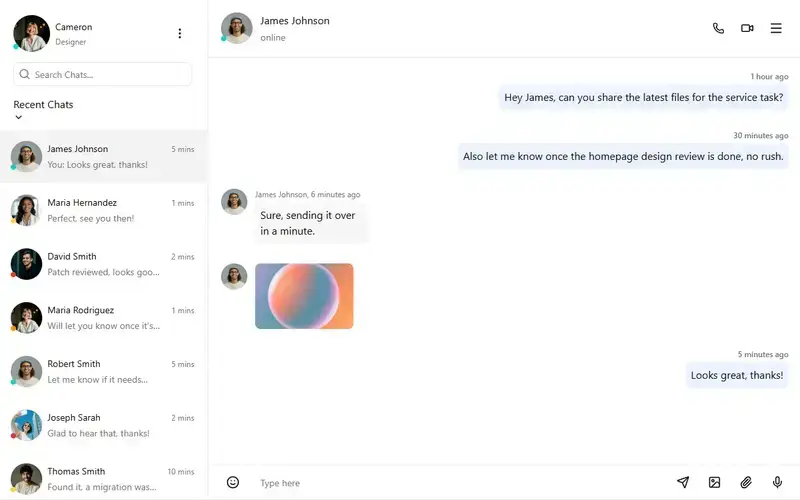 Cameron
Designer
Search Chats...
Recent Chats
James Johnson
5 mins
You: Looks great, thanks!
Maria Hernandez
1 mins
Perfect, see you then!
David Smith
2 mins
Patch reviewed, looks goo...
Maria Rodriguez
1 mins
Will let you know once it's...
Robert Smith
5 mins
Let me know if it needs...
Joseph Sarah
2 mins
Glad to hear that, thanks!
Thomas Smith
10 mins
Found it, a migration was...
James Johnson
online
1 hour ago
Hey James, can you share the latest files for the service task?
30 minutes ago
Also let me know once the homepage design review is done, no rush.
James Johnson, 6 minutes ago
Sure, sending it over
in a minute.
5 minutes ago
Looks great, thanks!
Type here